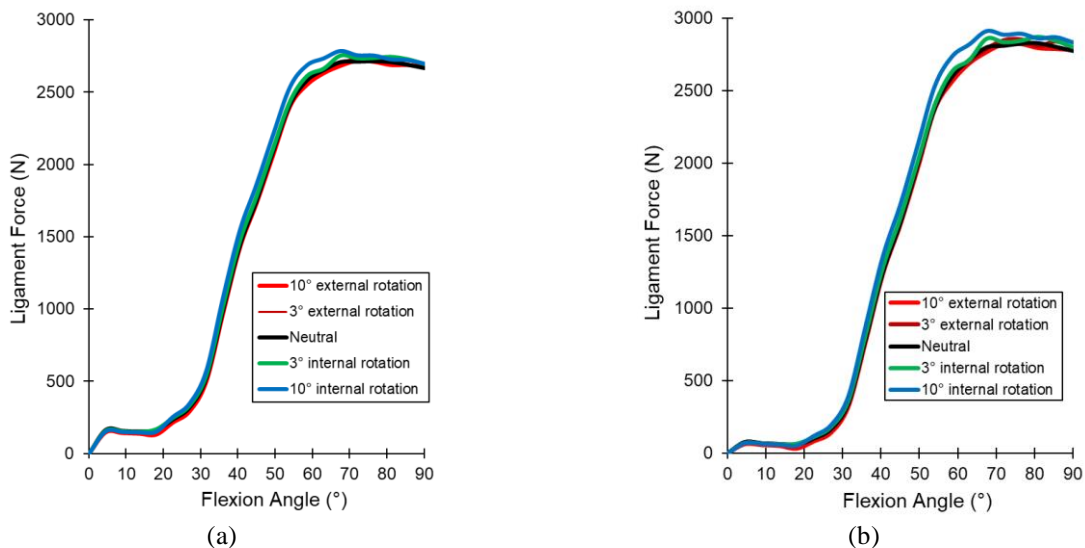 3000
2500
2000
1500
1000
500
0
Ligament Force (N)
10° external rotation
3° external rotation
Neutral
3° internal rotation
10° internal rotation
0 10 20 30 40 50 60 70 80 90
Flexion Angle (°)
(a)
3000
2500
2000
1500
1000
500
0
Ligament Force (N)
10° external rotation
3° external rotation
Neutral
3° internal rotation
10° internal rotation
0 10 20 30 40 50 60 70 80 90
Flexion Angle (°)
(b)